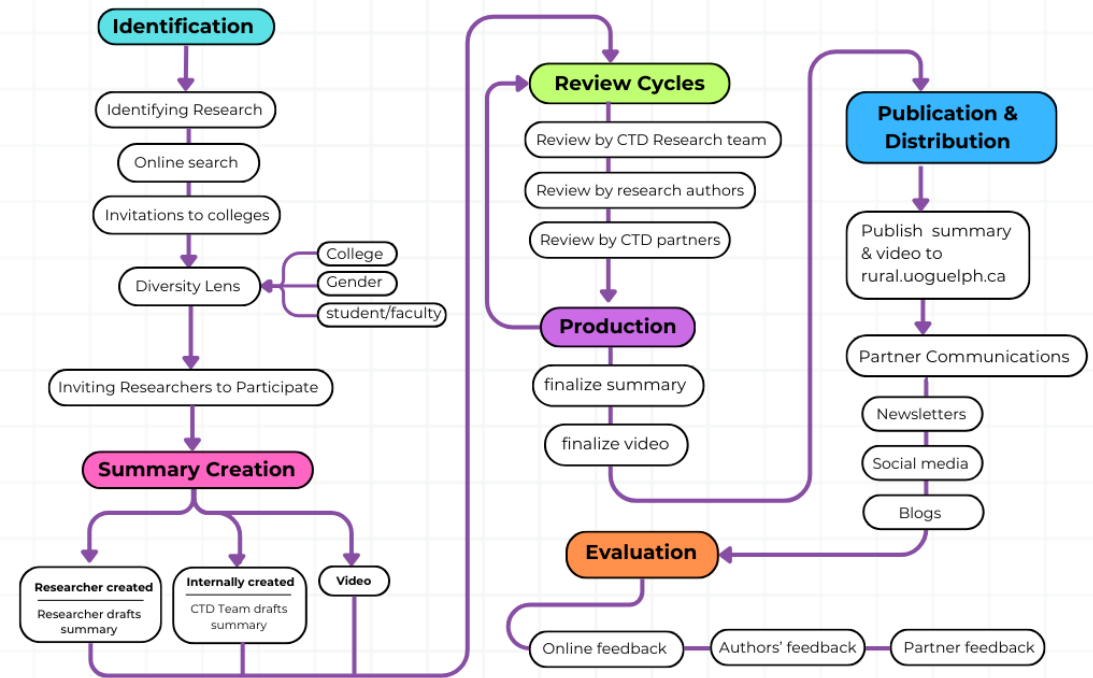 Identification
Identifying Research
Online search
Invitations to colleges
Diversity Lens
College
Gender
student/faculty
Inviting Researchers to Participate
Summary Creation
Researcher created
Researcher drafts
summary
Internally created
CTD Team drafts
summary
Video
Review Cycles
Review by CTD Research team
Review by research authors
Review by CTD partners
Production
finalize summary
finalize video
Publication &
Distribution
Publish summary
& video to
rural.uoguelph.ca
Partner Communications
Newsletters
Social media
Blogs
Evaluation
Online feedback
Authors' feedback
Partner feedback